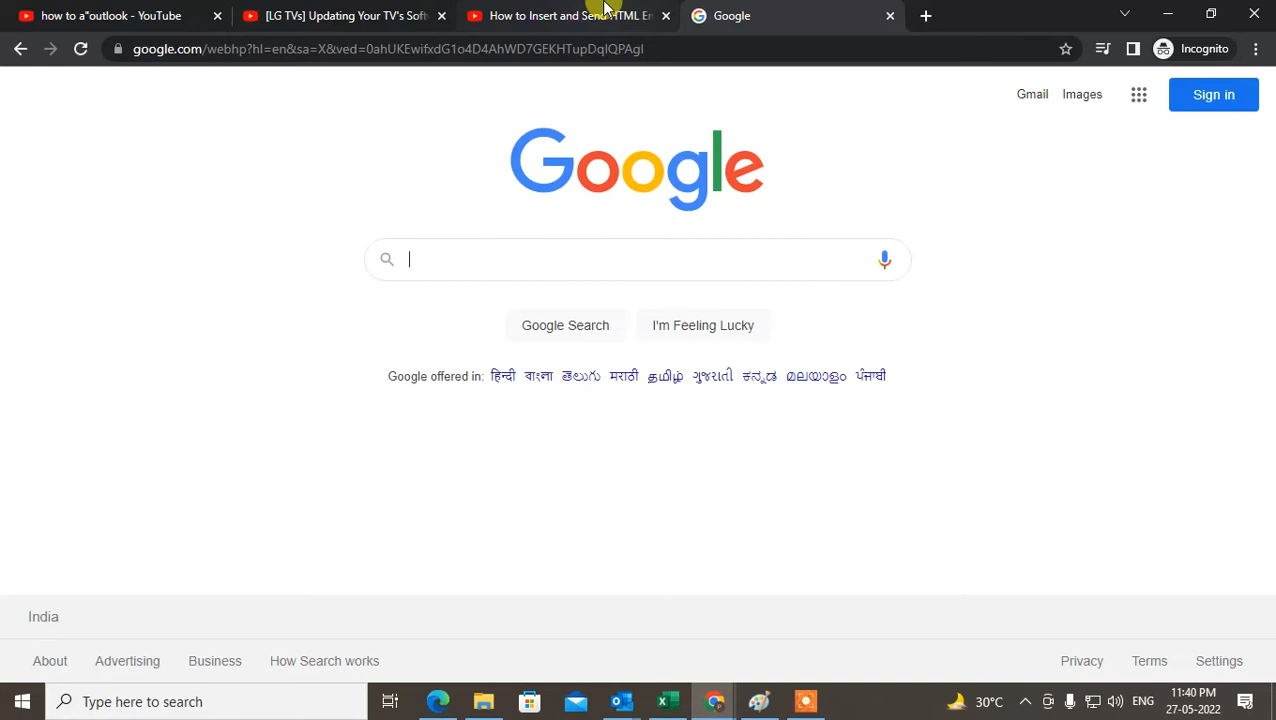 how to a"outlook - YouTube
[LG TVs] Updating Your TV's Soft
How to Insert and Send HTML Em
Google
google.com/webhp?hl=en&sa=X&ved=0ahUKEwifxdG1o4D4AhWD7GEKHTupDqIQPAgI
Incognito
Gmail Images Sign in
Google
Google Search I'm Feeling Lucky
Google offered in: हिन्दी বাংলা తెలుగు मराठी தமிழ் ગુજરાતી ಕನ್ನಡ മലയാളം ਪੰਜਾਬੀ
India
About Advertising Business How Search works Privacy Terms Settings
Type here to search
30°C
ENG
11:40 PM
27-05-2022